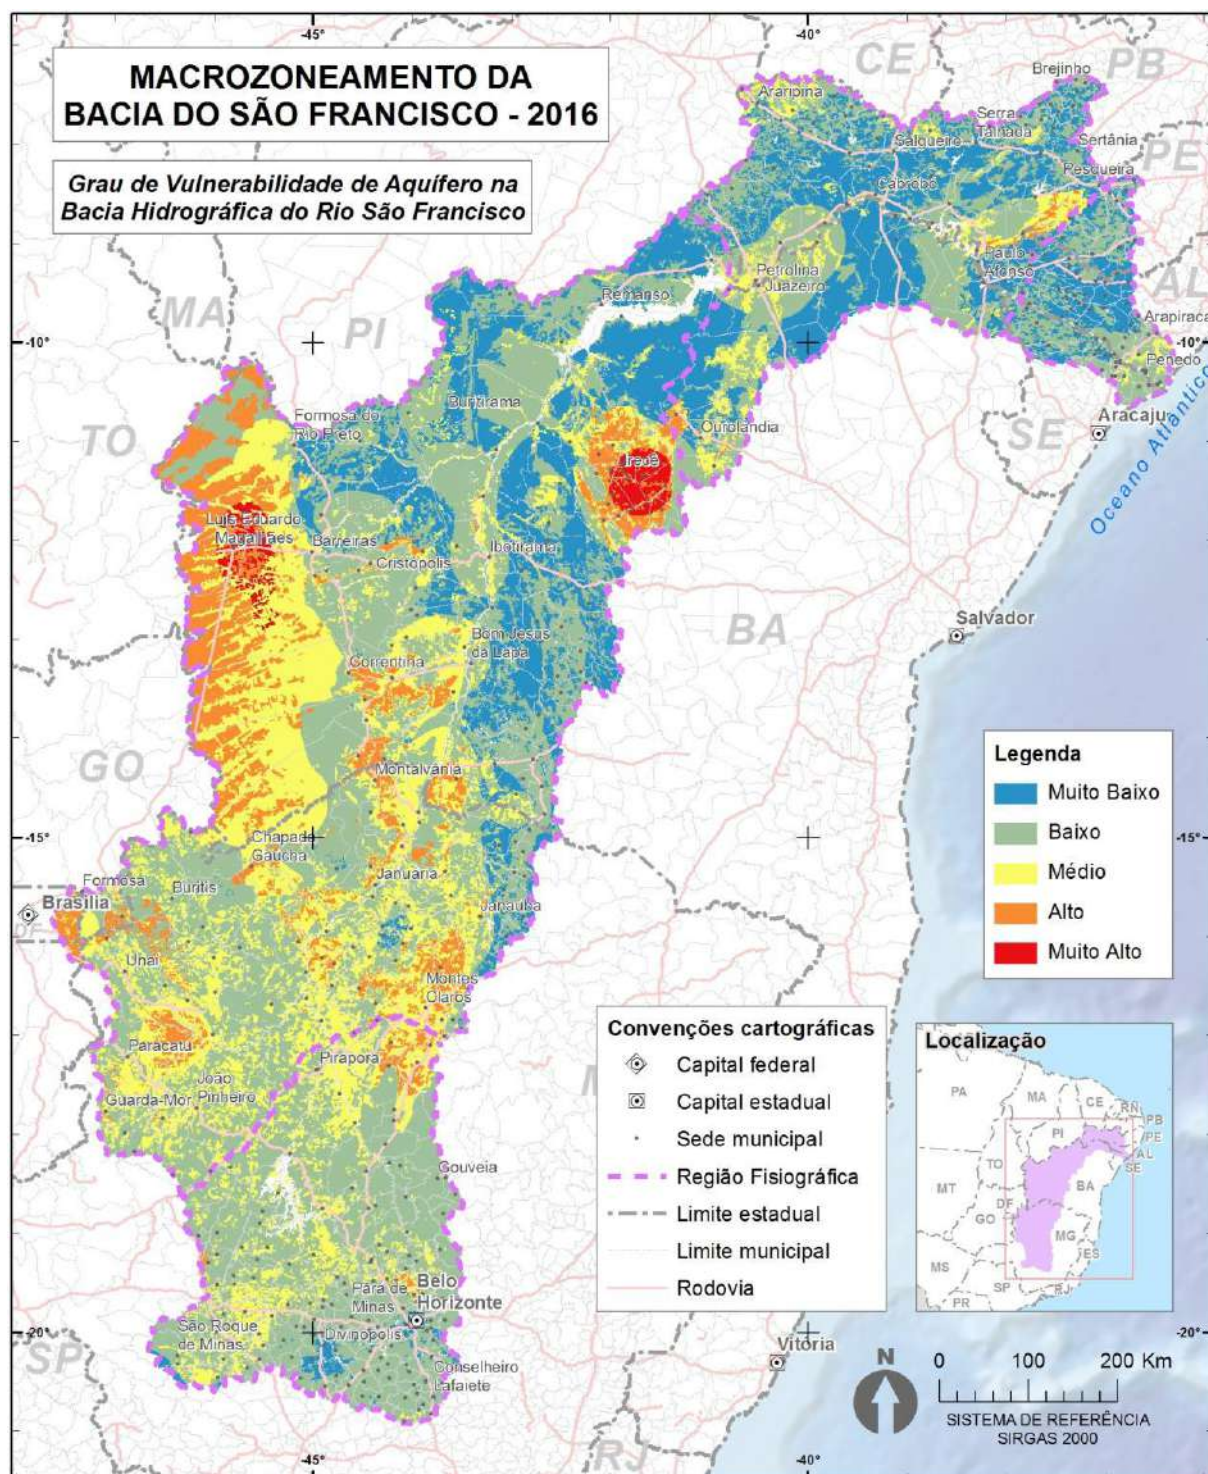 MACROZONEAMENTO DA
BACIA DO SÃO FRANCISCO - 2016
Grau de Vulnerabilidade de Aquífero na
Bacia Hidrográfica do Rio São Francisco
-45°
-40°
CE
PB
Brejinho
Araripina
Serra
Talhada
Salgueiro
Sertânia
PE
Pesqueira
Cabrobó
Paulo
Afonso
AL
MA
PI
Petrolina
Juazeiro
Remanso
Arapiraca
-10°
-10°
Penedo
Buritirama
Aracaju
SE
Oceano Atlântico
TO
Formosa do
Rio Preto
Ourolândia
Irecê
Luís Eduardo
Magalhães
Barreiras
Cristópolis
Ibotirama
BA
Salvador
Bom Jesus
da Lapa
Correntina
GO
Montalvânia
Legenda
Muito Baixo
Baixo
Médio
Alto
Muito Alto
-15°
Chapada
Gaúcha
Januária
Formosa
Buritis
Brasília
DF
Janaúba
Unaí
Montes
Claros
Paracatu
Pirapora
João
Pinheiro
Guarda-Mor
Gouveia
Convenções cartográficas
Capital federal
Capital estadual
Sede municipal
Região Fisiográfica
Limite estadual
Limite municipal
Rodovia
Localização
PA
MA
CE
RN
PB
PI
PE
AL
SE
TO
BA
MT
DF
GO
MG
ES
MS
SP
RJ
PR
Pará de
Minas
Belo
Horizonte
São Roque
de Minas
Divinópolis
Conselheiro
Lafaiete
SP
Vitória
-20°
-20°
N
0 100 200 Km
SISTEMA DE REFERÊNCIA
SIRGAS 2000
RJ
-45°
-40°